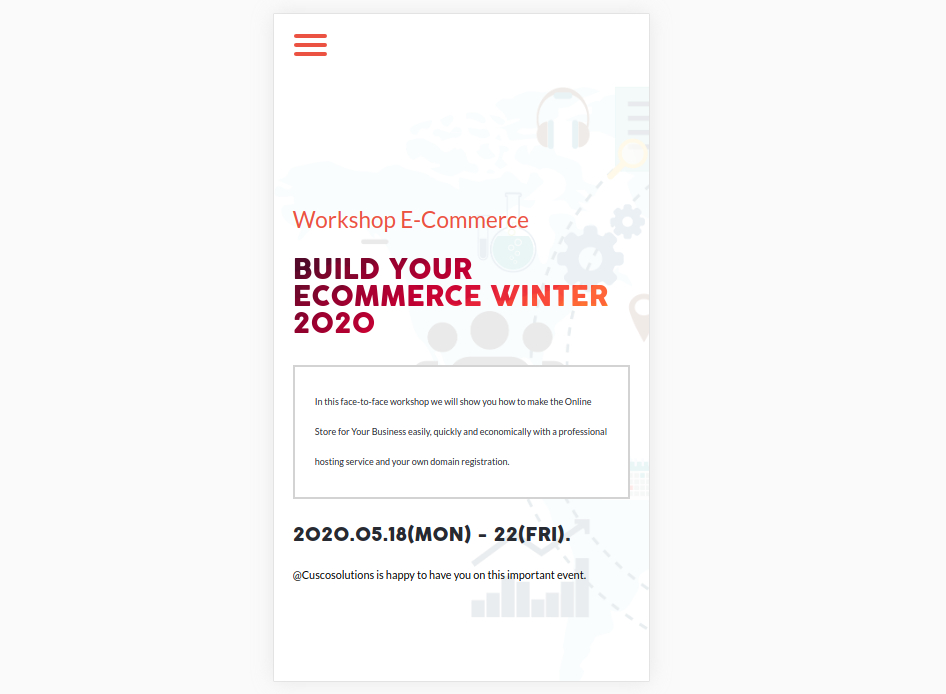 Workshop E-Commerce
BUILD YOUR
ECOMMERCE WINTER
2020
In this face-to-face workshop we will show you how to make the Online
Store for Your Business easily, quickly and economically with a professional
hosting service and your own domain registration.
2020.05.18(MON) - 22(FRI).
@Cuscosolutions is happy to have you on this important event.